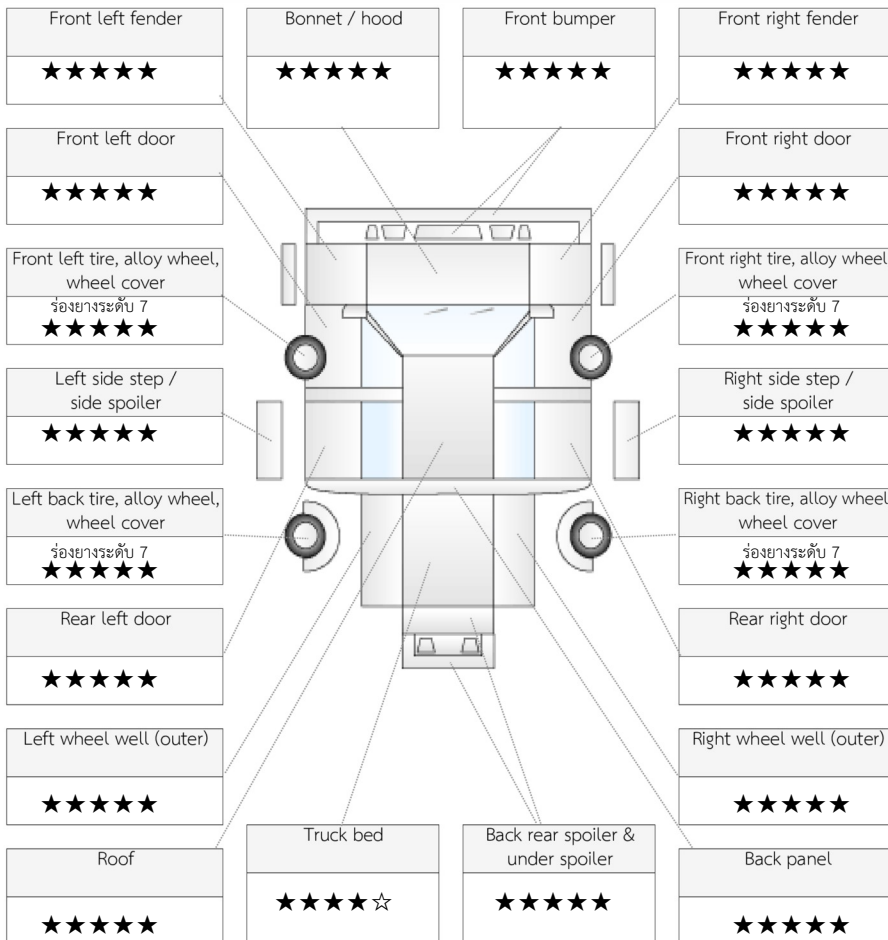 Front left fender
★★★★★
Bonnet / hood
★★★★★
Front bumper
★★★★★
Front right fender
★★★★★
Front left door
★★★★★
Front right door
★★★★★
Front left tire, alloy wheel,
wheel cover
ร่องยางระดับ 7
★★★★★
Front right tire, alloy wheel
wheel cover
ร่องยางระดับ 7
★★★★★
Left side step /
side spoiler
★★★★★
Right side step /
side spoiler
★★★★★
Left back tire, alloy wheel,
wheel cover
ร่องยางระดับ 7
★★★★★
Right back tire, alloy wheel
wheel cover
ร่องยางระดับ 7
★★★★★
Rear left door
★★★★★
Rear right door
★★★★★
Left wheel well (outer)
★★★★★
Right wheel well (outer)
★★★★★
Roof
★★★★★
Truck bed
★★★★☆
Back rear spoiler &
under spoiler
★★★★★
Back panel
★★★★★